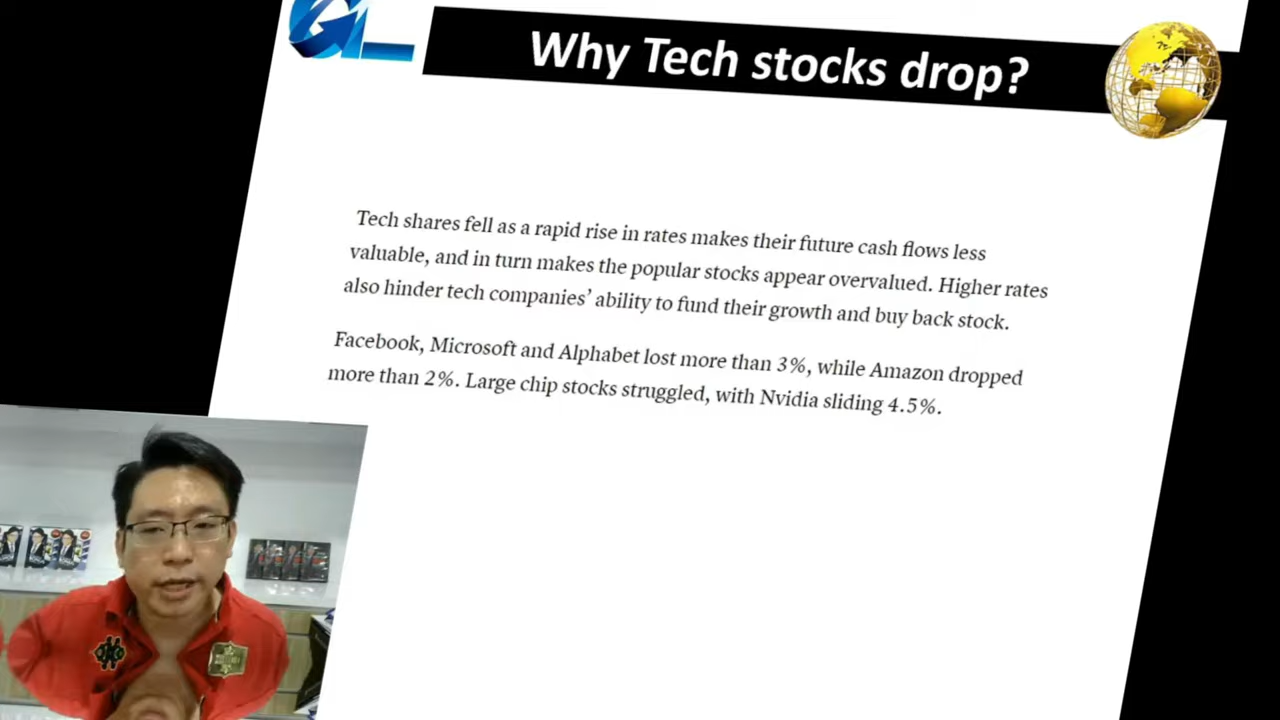 GL
Why Tech stocks drop?
Tech shares fell as a rapid rise in rates makes their future cash flows less
valuable, and in turn makes the popular stocks appear overvalued. Higher rates
also hinder tech companies’ ability to fund their growth and buy back stock.
Facebook, Microsoft and Alphabet lost more than 3%, while Amazon dropped
more than 2%. Large chip stocks struggled, with Nvidia sliding 4.5%.